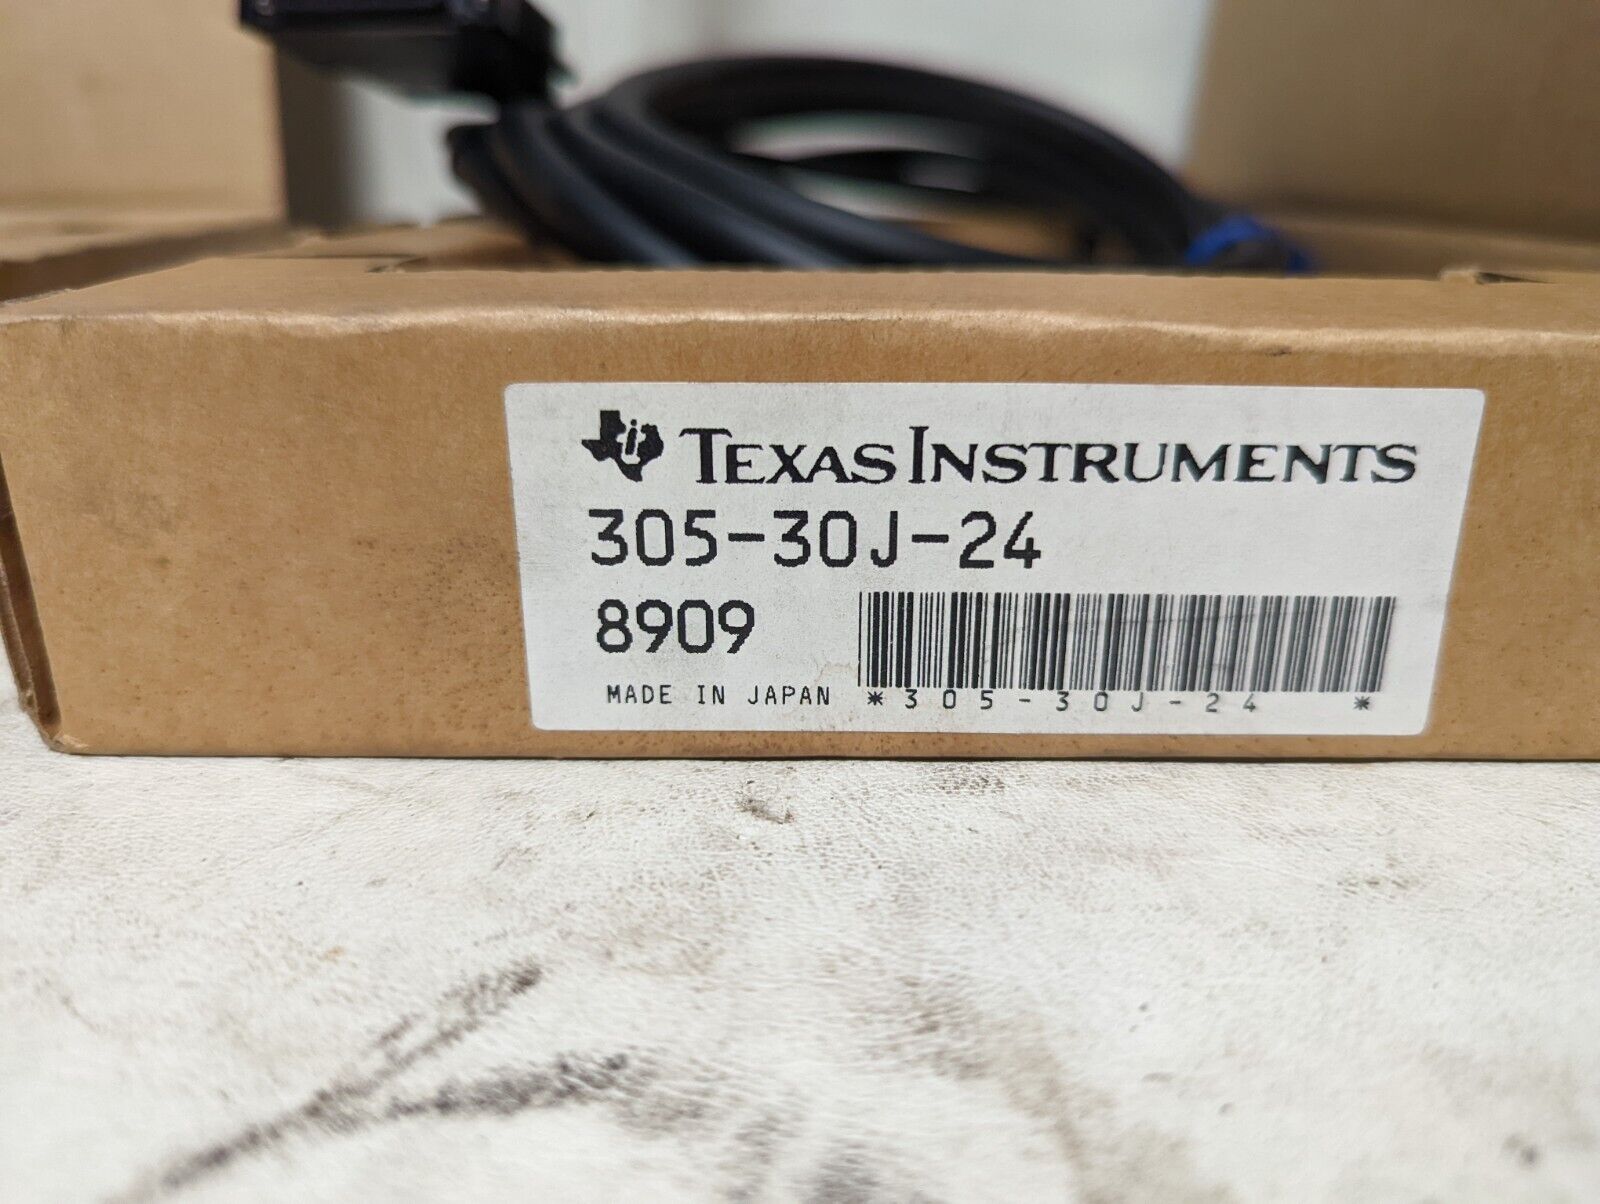 TEXAS INSTRUMENTS
305-30J-24
8909
MADE IN JAPAN
*305-30J-24 *